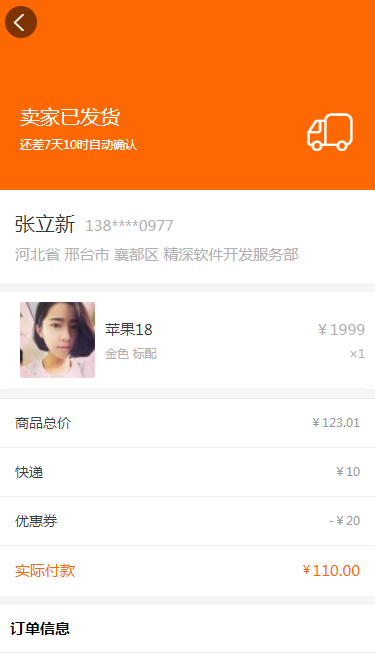 卖家已发货
还差7天10时自动确认
张立新 138****0977
河北省 邢台市 襄都区 精深软件开发服务部
苹果18 ￥1999
金色 标配 ×1
商品总价 ￥123.01
快递 ￥10
优惠券 -￥20
实际付款 ￥110.00
订单信息